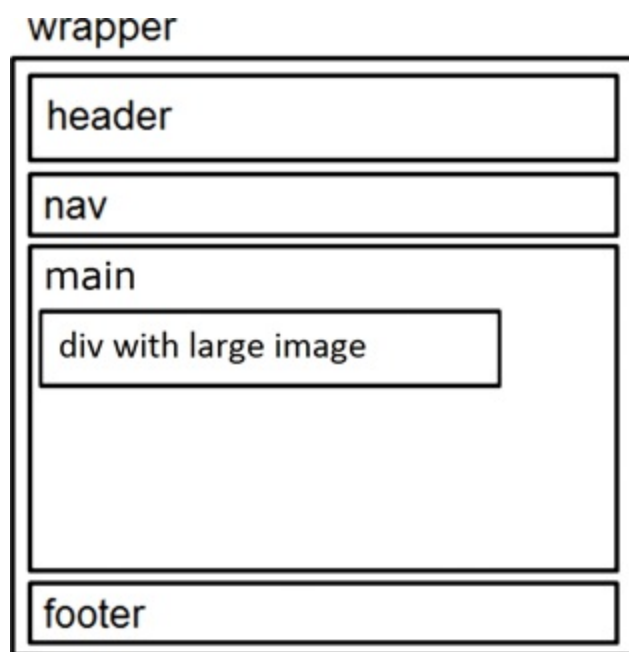 wrapper
header
nav
main
div with large image
footer